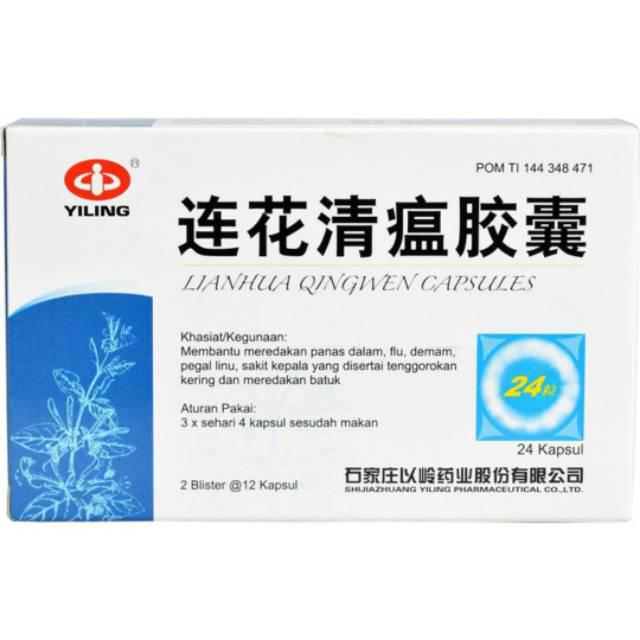 YILING
®
POM TI 144 348 471
连花清瘟胶囊
LIANHUA QINGWEN CAPSULES
Khasiat/Kegunaan:
Membantu meredakan panas dalam, flu, demam,
pegal linu, sakit kepala yang disertai tenggorokan
kering dan meredakan batuk
Aturan Pakai:
3 x sehari 4 kapsul sesudah makan
24粒
24 Kapsul
2 Blister @12 Kapsul
石家庄以岭药业股份有限公司
SHIJIAZHUANG YILING PHARMACEUTICAL CO.,LTD.